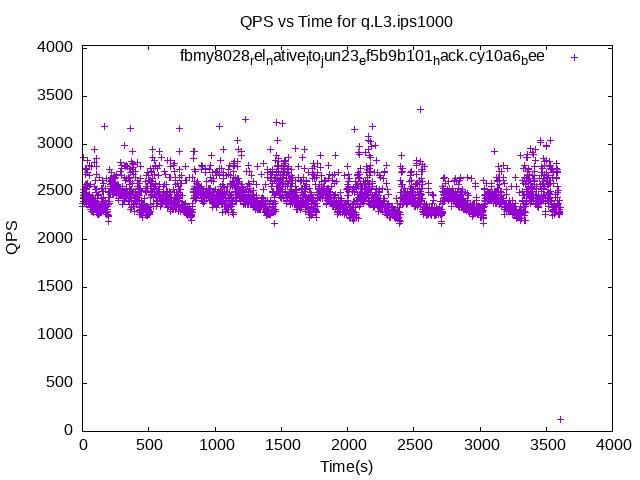 QPS vs Time for q.L3.ips1000
fbmy8028relnativeltojun23ef5b9b101hack.cy10a6bee
4000
3500
3000
2500
2000
1500
1000
500
0
QPS
0 500 1000 1500 2000 2500 3000 3500 4000
Time(s)